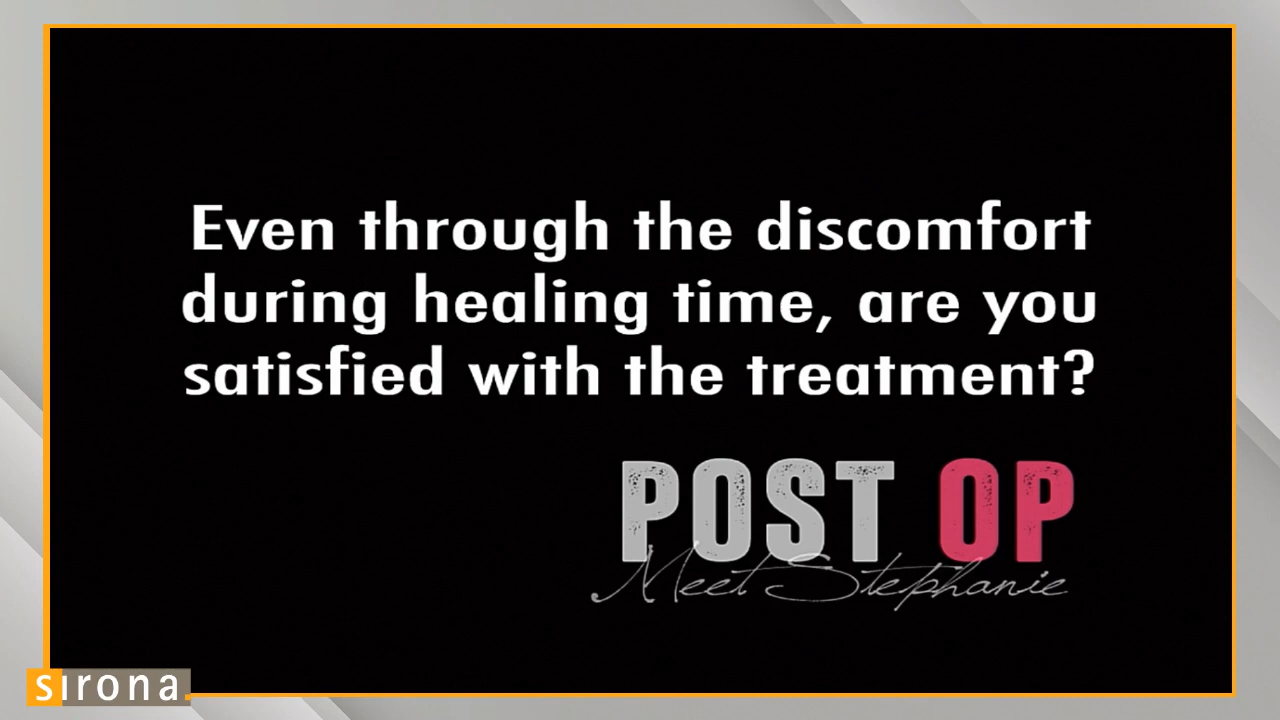 Even through the discomfort
during healing time, are you
satisfied with the treatment?
POST OP
Meet Stephanie
sirona